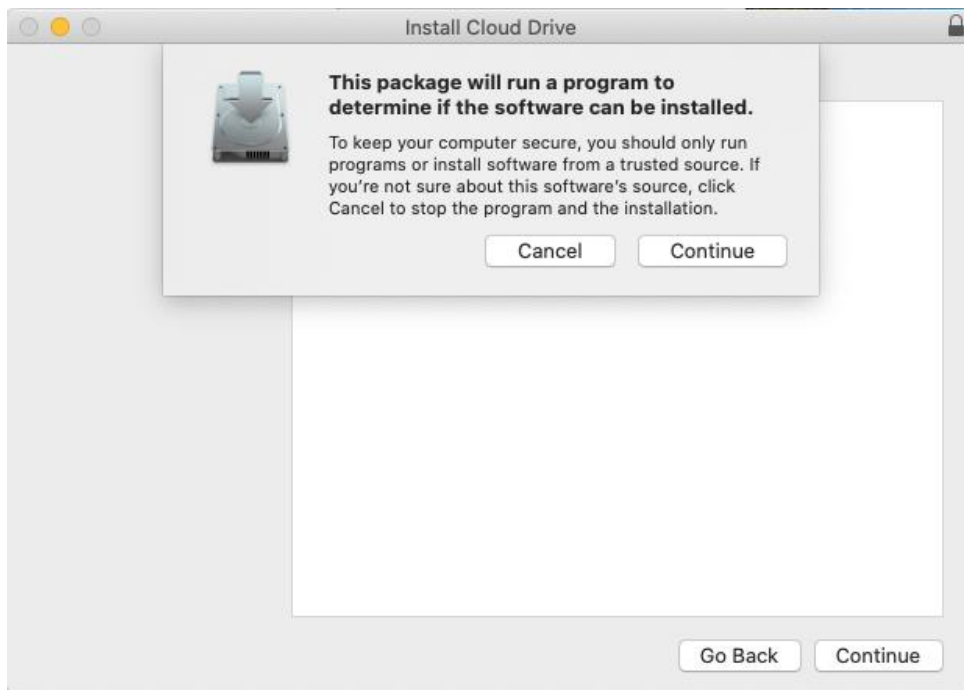 Install Cloud Drive
This package will run a program to
determine if the software can be installed.
To keep your computer secure, you should only run
programs or install software from a trusted source. If
you're not sure about this software's source, click
Cancel to stop the program and the installation.
Cancel
Continue
Go Back
Continue